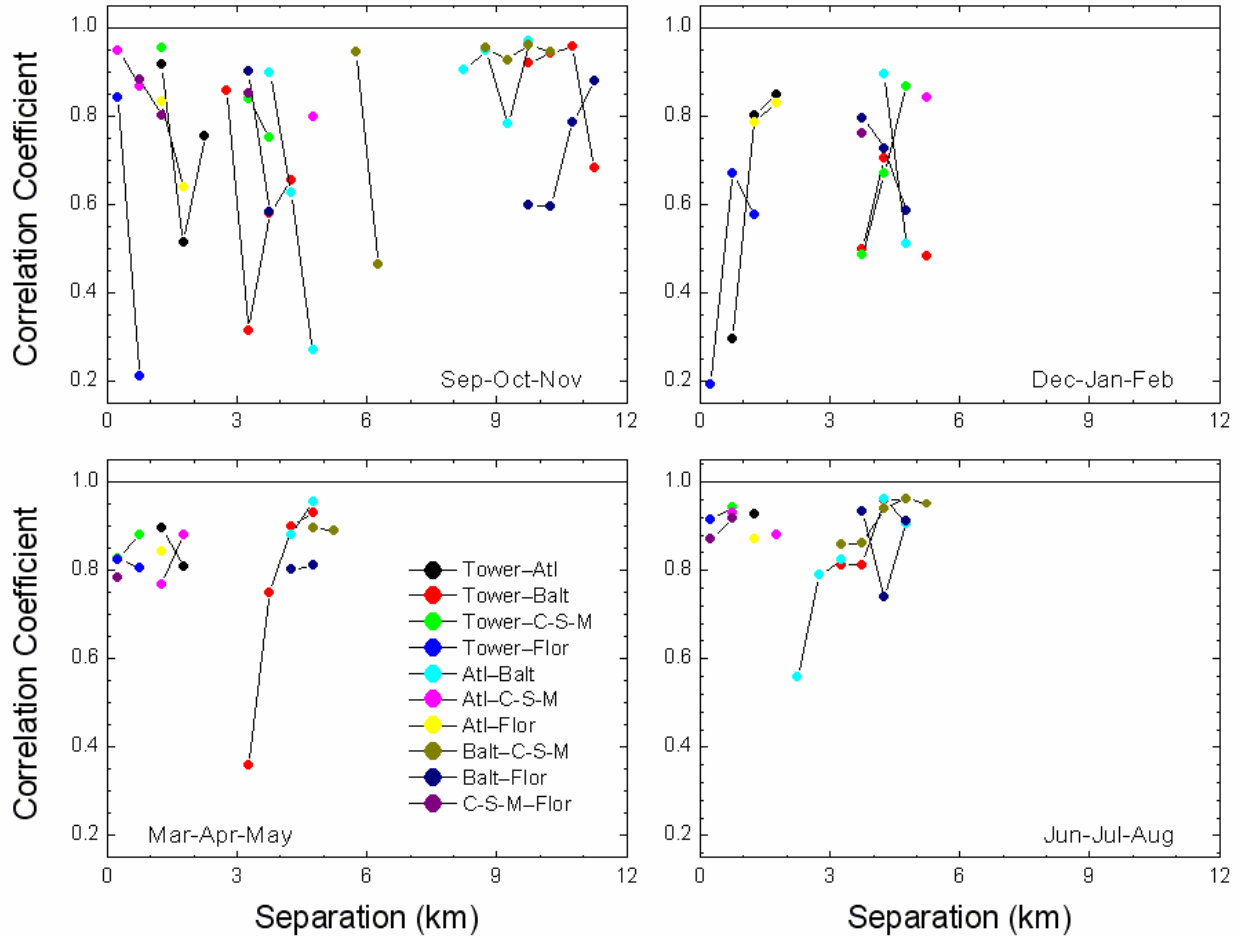 Correlation Coefficient
1.0
0.8
0.6
0.4
0.2
0 3 6 9 12
Sep-Oct-Nov
1.0
0.8
0.6
0.4
0.2
0 3 6 9 12
Dec-Jan-Feb
Correlation Coefficient
1.0
0.8
0.6
0.4
0.2
0 3 6 9 12
Mar-Apr-May
Tower–Atl
Tower–Balt
Tower–C-S-M
Tower–Flor
Atl–Balt
Atl–C-S-M
Atl–Flor
Balt–C-S-M
Balt–Flor
C-S-M–Flor
Separation (km)
1.0
0.8
0.6
0.4
0.2
0 3 6 9 12
Jun-Jul-Aug
Separation (km)